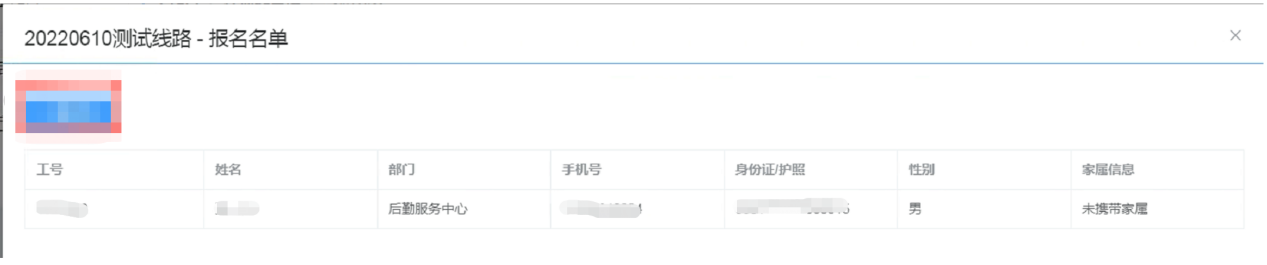 20220610测试线路 - 报名名单
工号 姓名 部门 手机号 身份证/护照 性别 家属信息
后勤服务中心 男 未携带家属